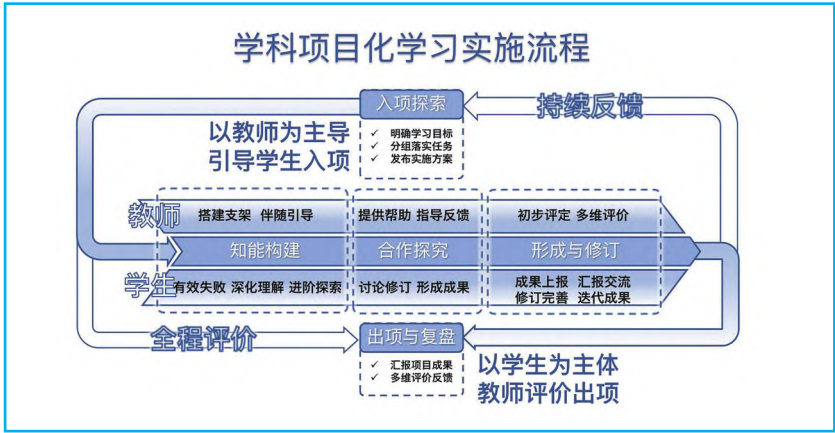 学科项目化学习实施流程
入项探索
持续反馈
以教师为主导
引导学生入项
✓ 明确学习目标
✓ 分组落实任务
✓ 发布实施方案
教师
搭建支架 伴随引导
提供帮助 指导反馈
初步评定 多维评价
知能构建
合作探究
形成与修订
学生
有效失败 深化理解 进阶探索
讨论修订 形成成果
成果上报 汇报交流
修订完善 迭代成果
全程评价
出项与复盘
✓ 汇报项目成果
✓ 多维评价反馈
以学生为主体
教师评价出项